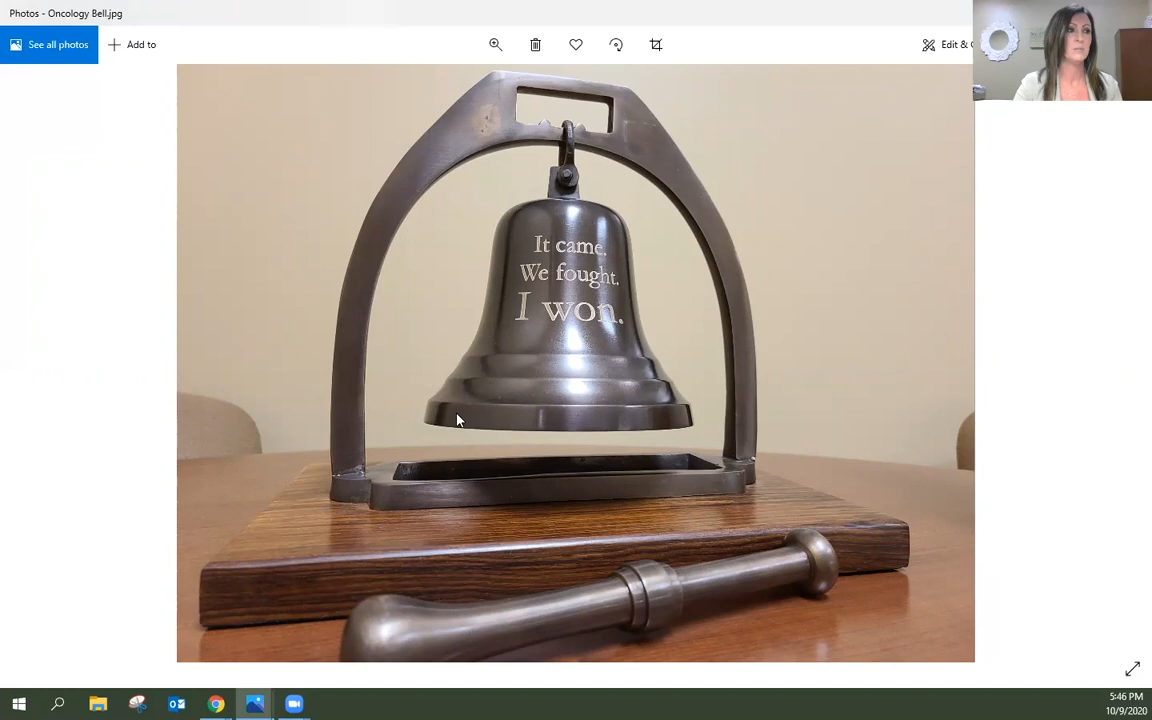 Photos - Oncology Bell.jpg
See all photos
Add to
Edit &
It came.
We fought.
I won.
5:46 PM
10/9/2020